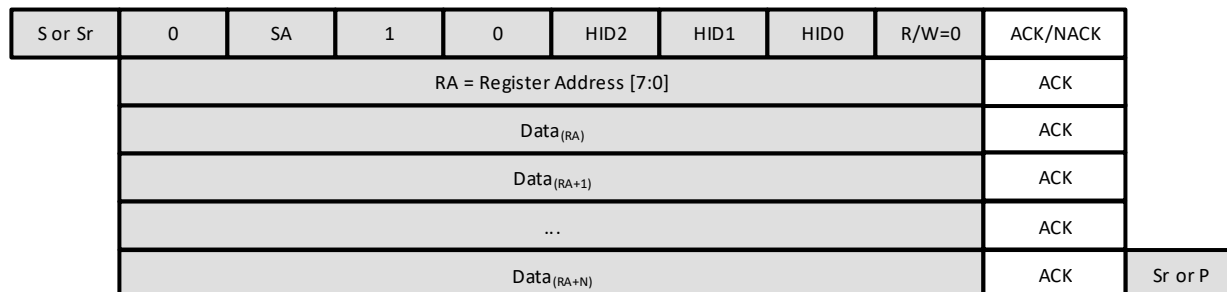 S or Sr 0 SA 1 0 HID2 HID1 HID0 R/W=0 ACK/NACK
RA = Register Address [7:0] ACK
Data(RA) ACK
Data(RA+1) ACK
... ACK
Data(RA+N) ACK Sr or P